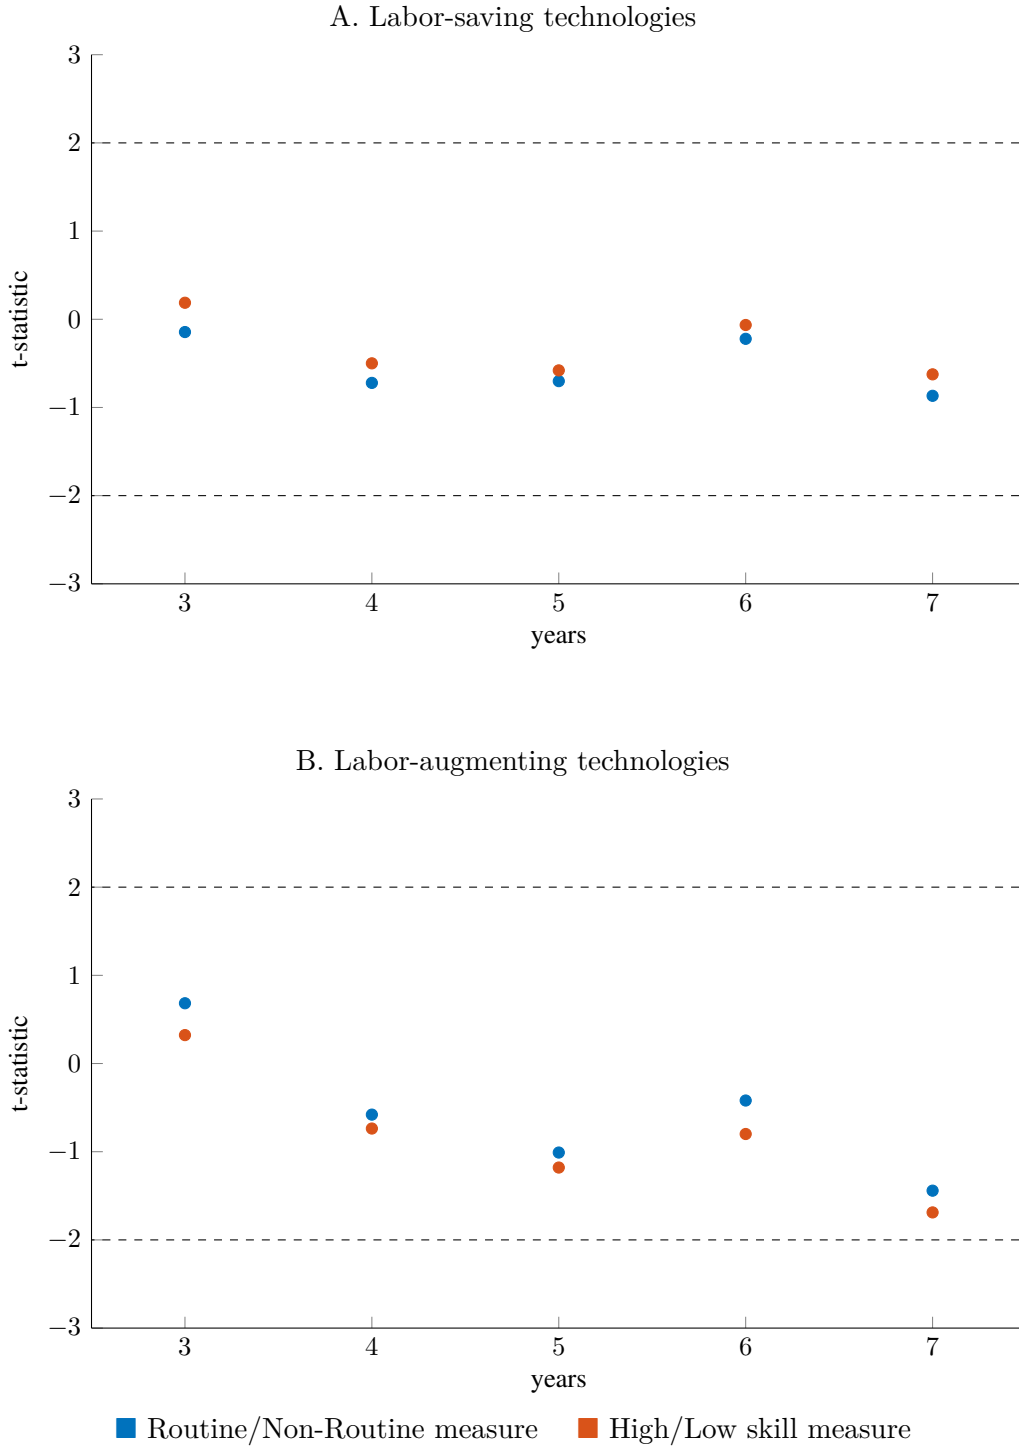 A. Labor-saving technologies
3
2
1
0
−1
−2
−3
t-statistic
3 4 5 6 7
years
B. Labor-augmenting technologies
3
2
1
0
−1
−2
−3
t-statistic
3 4 5 6 7
years
Routine/Non-Routine measure High/Low skill measure